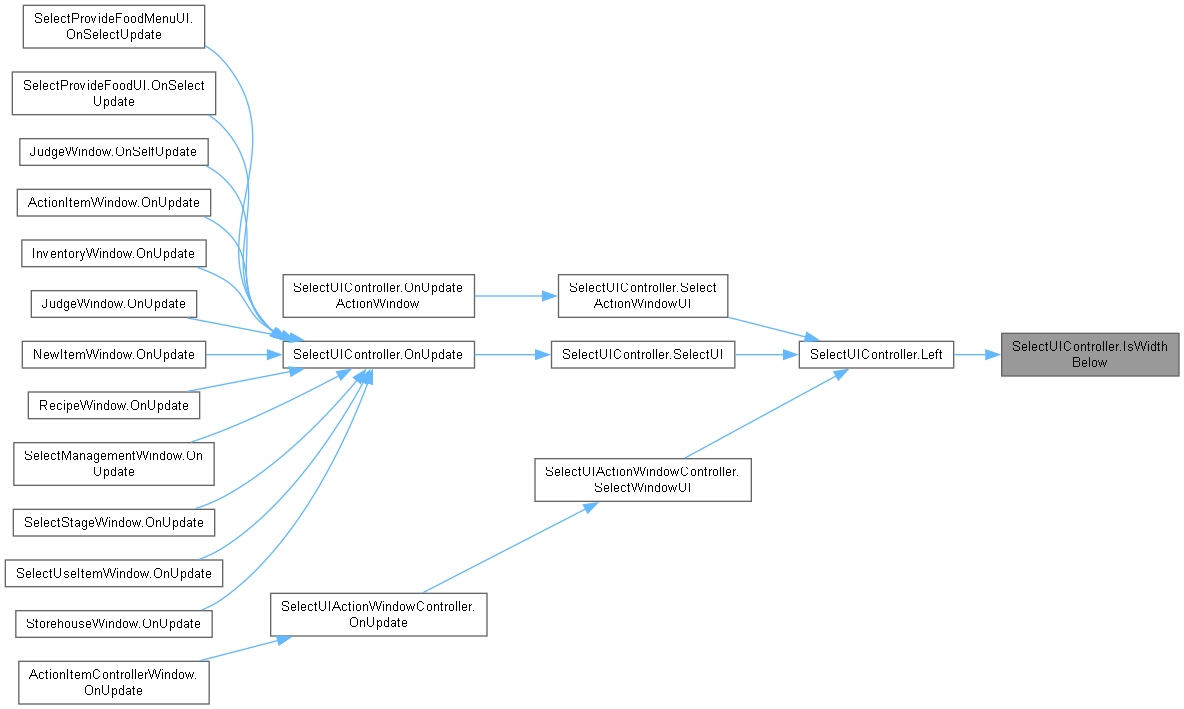 SelectProvideFoodMenuUI.
OnSelectUpdate
SelectProvideFoodUI.OnSelect
Update
JudgeWindow.OnSelfUpdate
ActionItemWindow.OnUpdate
InventoryWindow.OnUpdate
JudgeWindow.OnUpdate
NewItemWindow.OnUpdate
RecipeWindow.OnUpdate
SelectManagementWindow.On
Update
SelectStageWindow.OnUpdate
SelectUseItemWindow.OnUpdate
StorehouseWindow.OnUpdate
ActionItemControllerWindow.
OnUpdate
SelectUIController.OnUpdate
ActionWindow
SelectUIController.OnUpdate
SelectUIActionWindowController.
OnUpdate
SelectUIController.Select
ActionWindowUI
SelectUIController.SelectUI
SelectUIActionWindowController.
SelectWindowUI
SelectUIController.Left
SelectUIController.IsWidth
Below